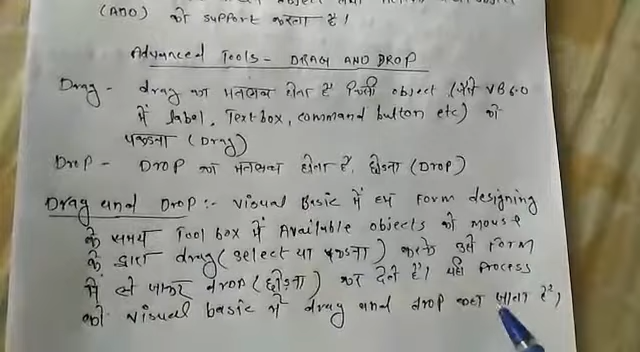 (ADO) को support करता है।
Advanced Tools - DRAG AND DROP
Drag - drag का मतलब होता है किसी object (जैसे VB 6.0
में label, Textbox, command button etc) को
पकड़ना (Drag)
Drop - DROP का मतलब होता है, छोड़ना (DROP)
Drag and Drop :- Visual Basic में हम Form designing
के समय Tool box में Available objects को mouse
के द्वारा drag (select या पकड़ना) करके उसे Form
में ले जाकर drop (छोड़ना) कर देते हैं। यही Process
को visual basic में drag and drop कहा जाता है,